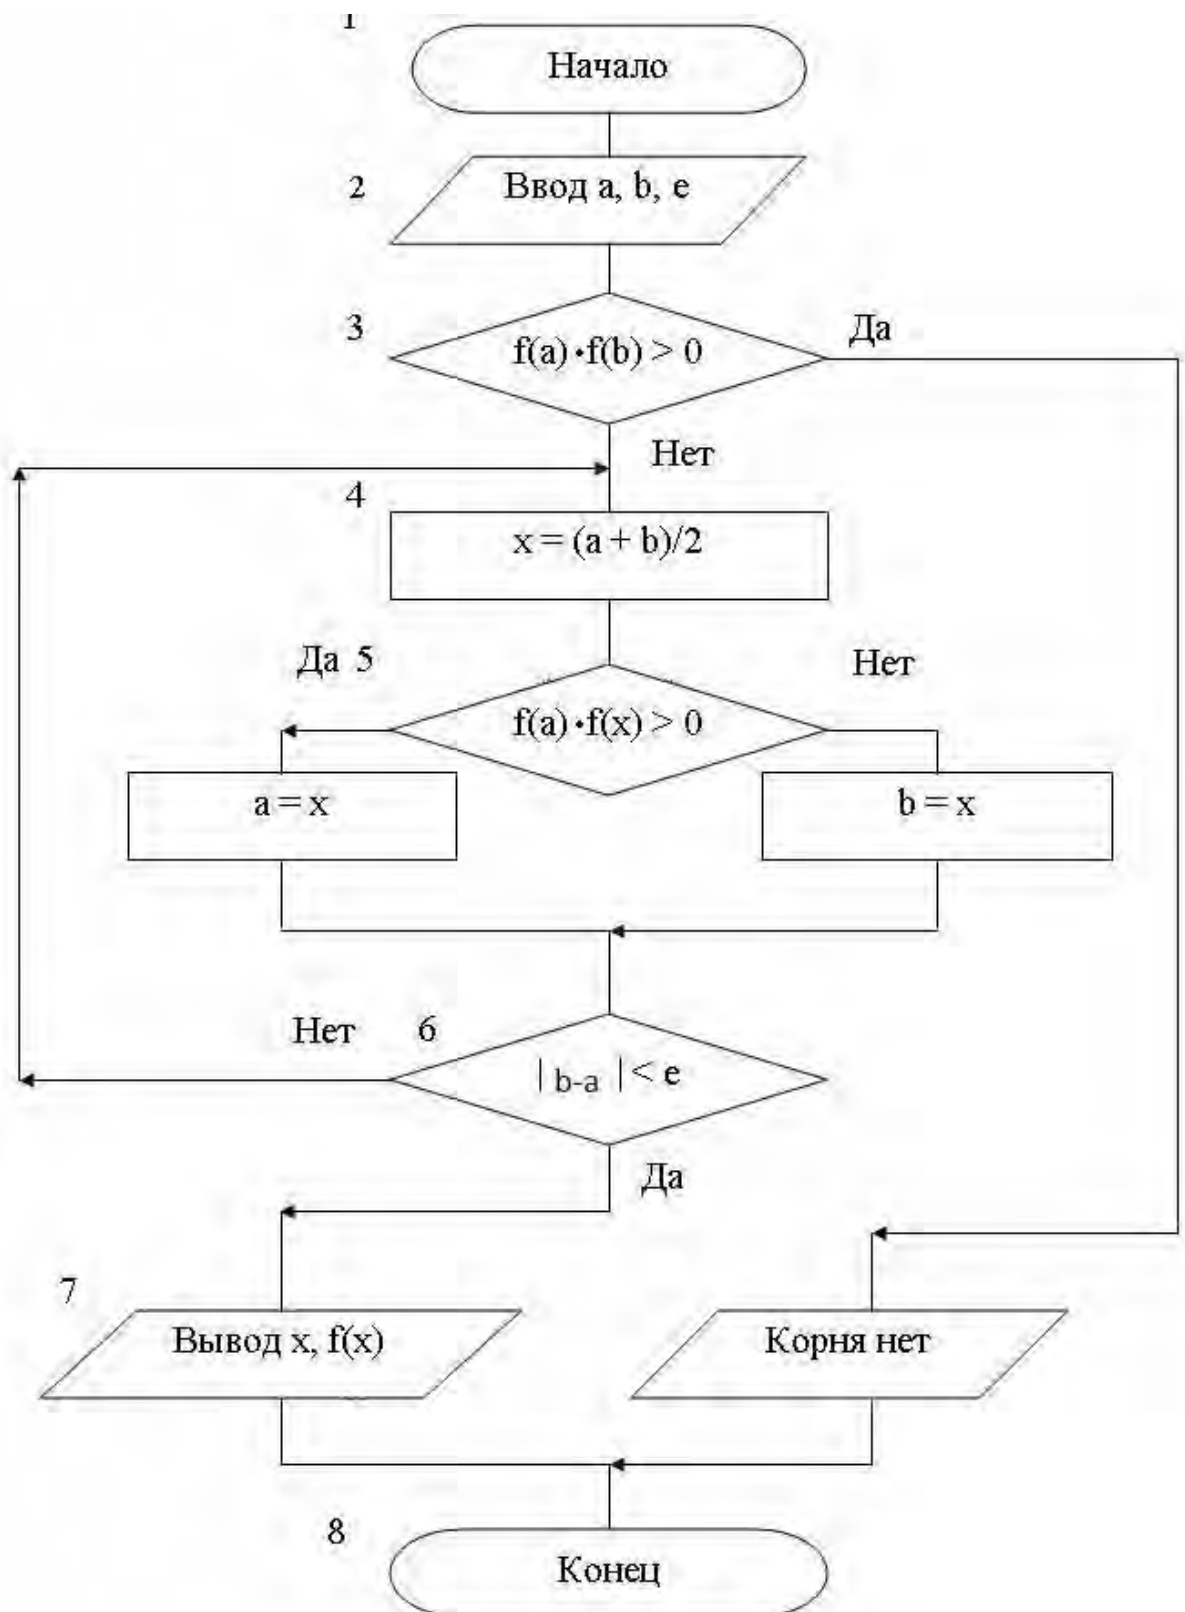 1
Начало
2
Ввод a, b, e
3
f(a)·f(b) > 0
Да
Нет
4
x = (a + b)/2
Да 5
Нет
f(a)·f(x) > 0
a = x
b = x
Нет
6
| b-a | < e
Да
7
Вывод x, f(x)
Корня нет
8
Конец